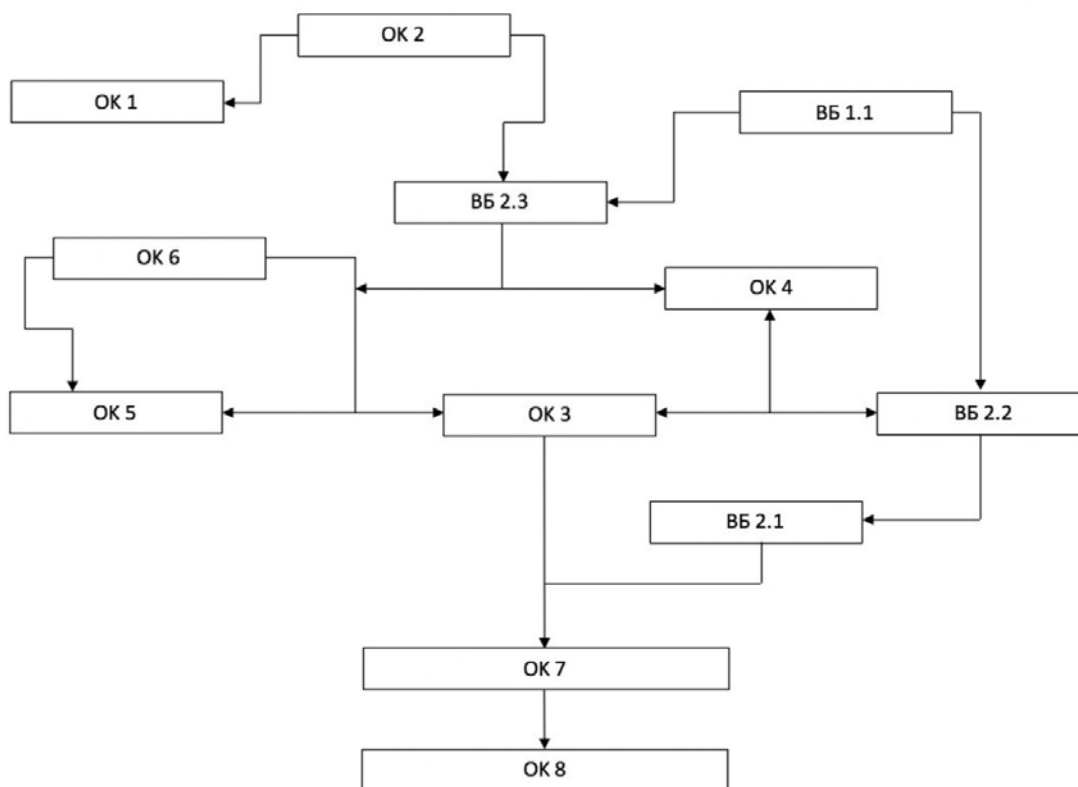 ОК 2
ОК 1
ВБ 1.1
ВБ 2.3
ОК 6
ОК 4
ОК 5
ОК 3
ВБ 2.2
ВБ 2.1
ОК 7
ОК 8